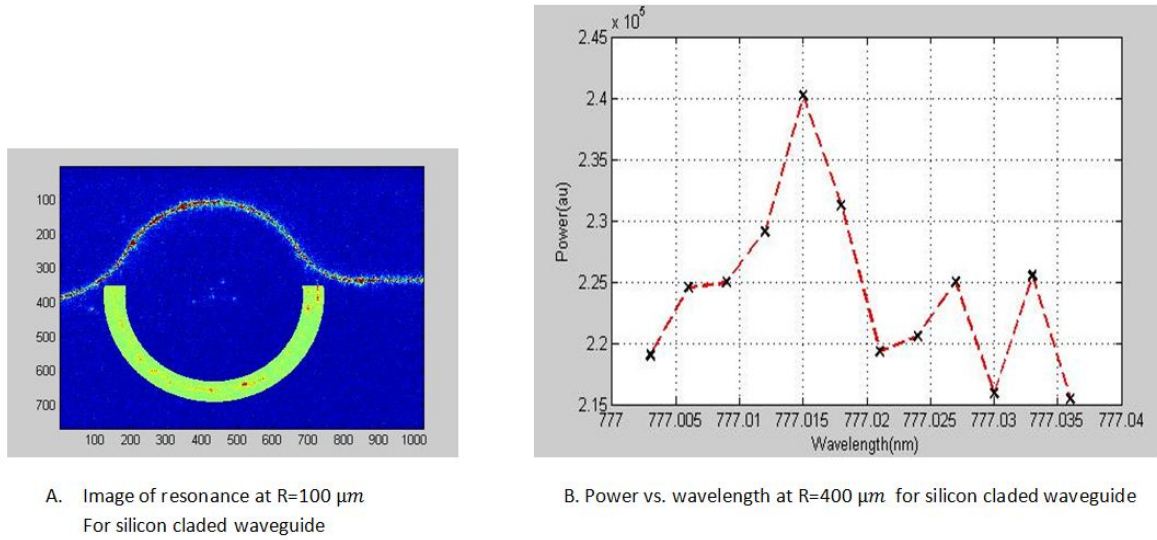 100
200
300
400
500
600
700
100 200 300 400 500 600 700 800 900 1000
x 10^6
2.45
2.4
2.35
2.3
2.25
2.2
2.15
Power(au)
777 777.005 777.01 777.015 777.02 777.025 777.03 777.035 777.04
Wavelength(nm)
A. Image of resonance at R=100 μm
For silicon claded waveguide
B. Power vs. wavelength at R=400 μm for silicon claded waveguide